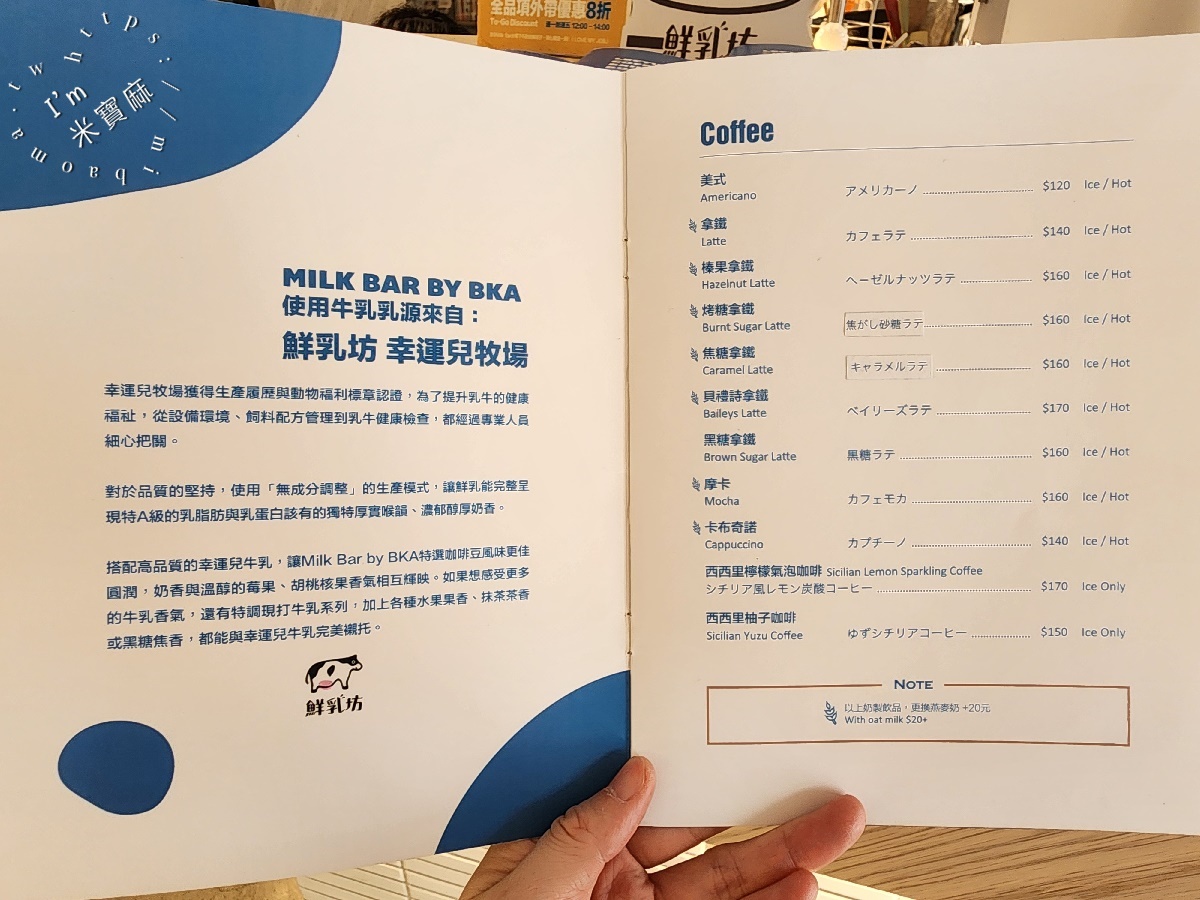 全品項外帶優惠8折
To-Go Discount
週一到週五 12:00 - 14:00
鮮乳坊
https://mibaoma.tw
I'm
米寶麻
MILK BAR BY BKA
使用牛乳乳源來自：
鮮乳坊 幸運兒牧場
幸運兒牧場獲得生產履歷與動物福利標章認證，為了提升乳牛的健康
福祉，從設備環境、飼料配方管理到乳牛健康檢查，都經過專業人員
細心把關。
對於品質的堅持，使用「無成分調整」的生產模式，讓鮮乳能完整呈
現特A級的乳脂肪與乳蛋白該有的獨特厚實喉韻、濃郁醇厚奶香。
搭配高品質的幸運兒牛乳，讓Milk Bar by BKA特選咖啡豆風味更佳
圓潤，奶香與溫醇的莓果、胡桃核果香氣相互輝映。如果想感受更多
的牛乳香氣，還有特調現打牛乳系列，加上各種水果果香、抹茶茶香
或黑糖焦香，都能與幸運兒牛乳完美襯托。
鮮乳坊
Coffee
美式
Americano アメリカーノ $120 Ice / Hot
拿鐵
Latte カフェラテ $140 Ice / Hot
榛果拿鐵
Hazelnut Latte ヘーゼルナッツラテ $160 Ice / Hot
烤糖拿鐵
Burnt Sugar Latte 焦がし砂糖ラテ $160 Ice / Hot
焦糖拿鐵
Caramel Latte キャラメルラテ $160 Ice / Hot
貝禮詩拿鐵
Baileys Latte ベイリーズラテ $170 Ice / Hot
黑糖拿鐵
Brown Sugar Latte 黒糖ラテ $160 Ice / Hot
摩卡
Mocha カフェモカ $160 Ice / Hot
卡布奇諾
Cappuccino カプチーノ $140 Ice / Hot
西西里檸檬氣泡咖啡 Sicilian Lemon Sparkling Coffee
シチリア風レモン炭酸コーヒー $170 Ice Only
西西里柚子咖啡
Sicilian Yuzu Coffee ゆずシチリアコーヒー $150 Ice Only
NOTE
以上奶製飲品，更換燕麥奶 +20元
With oat milk $20+